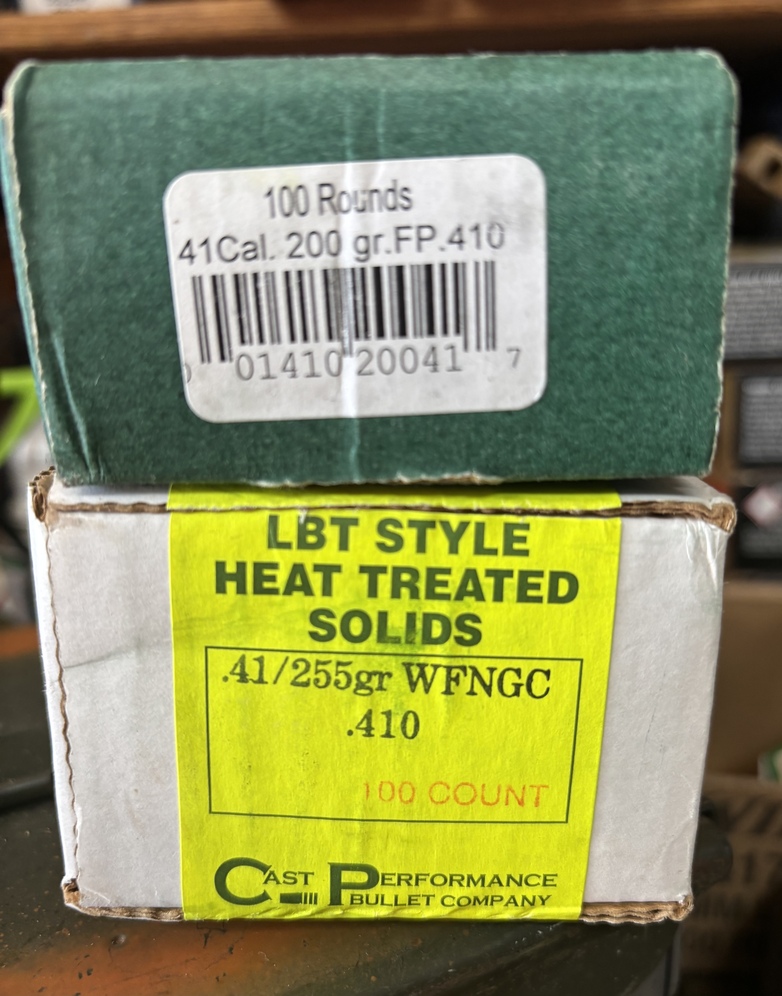 100 Rounds
41Cal. 200 gr.FP.410
01410 20041 7
LBT STYLE
HEAT TREATED
SOLIDS
.41/255gr WFNGC
.410
100 COUNT
CAST PERFORMANCE
BULLET COMPANY